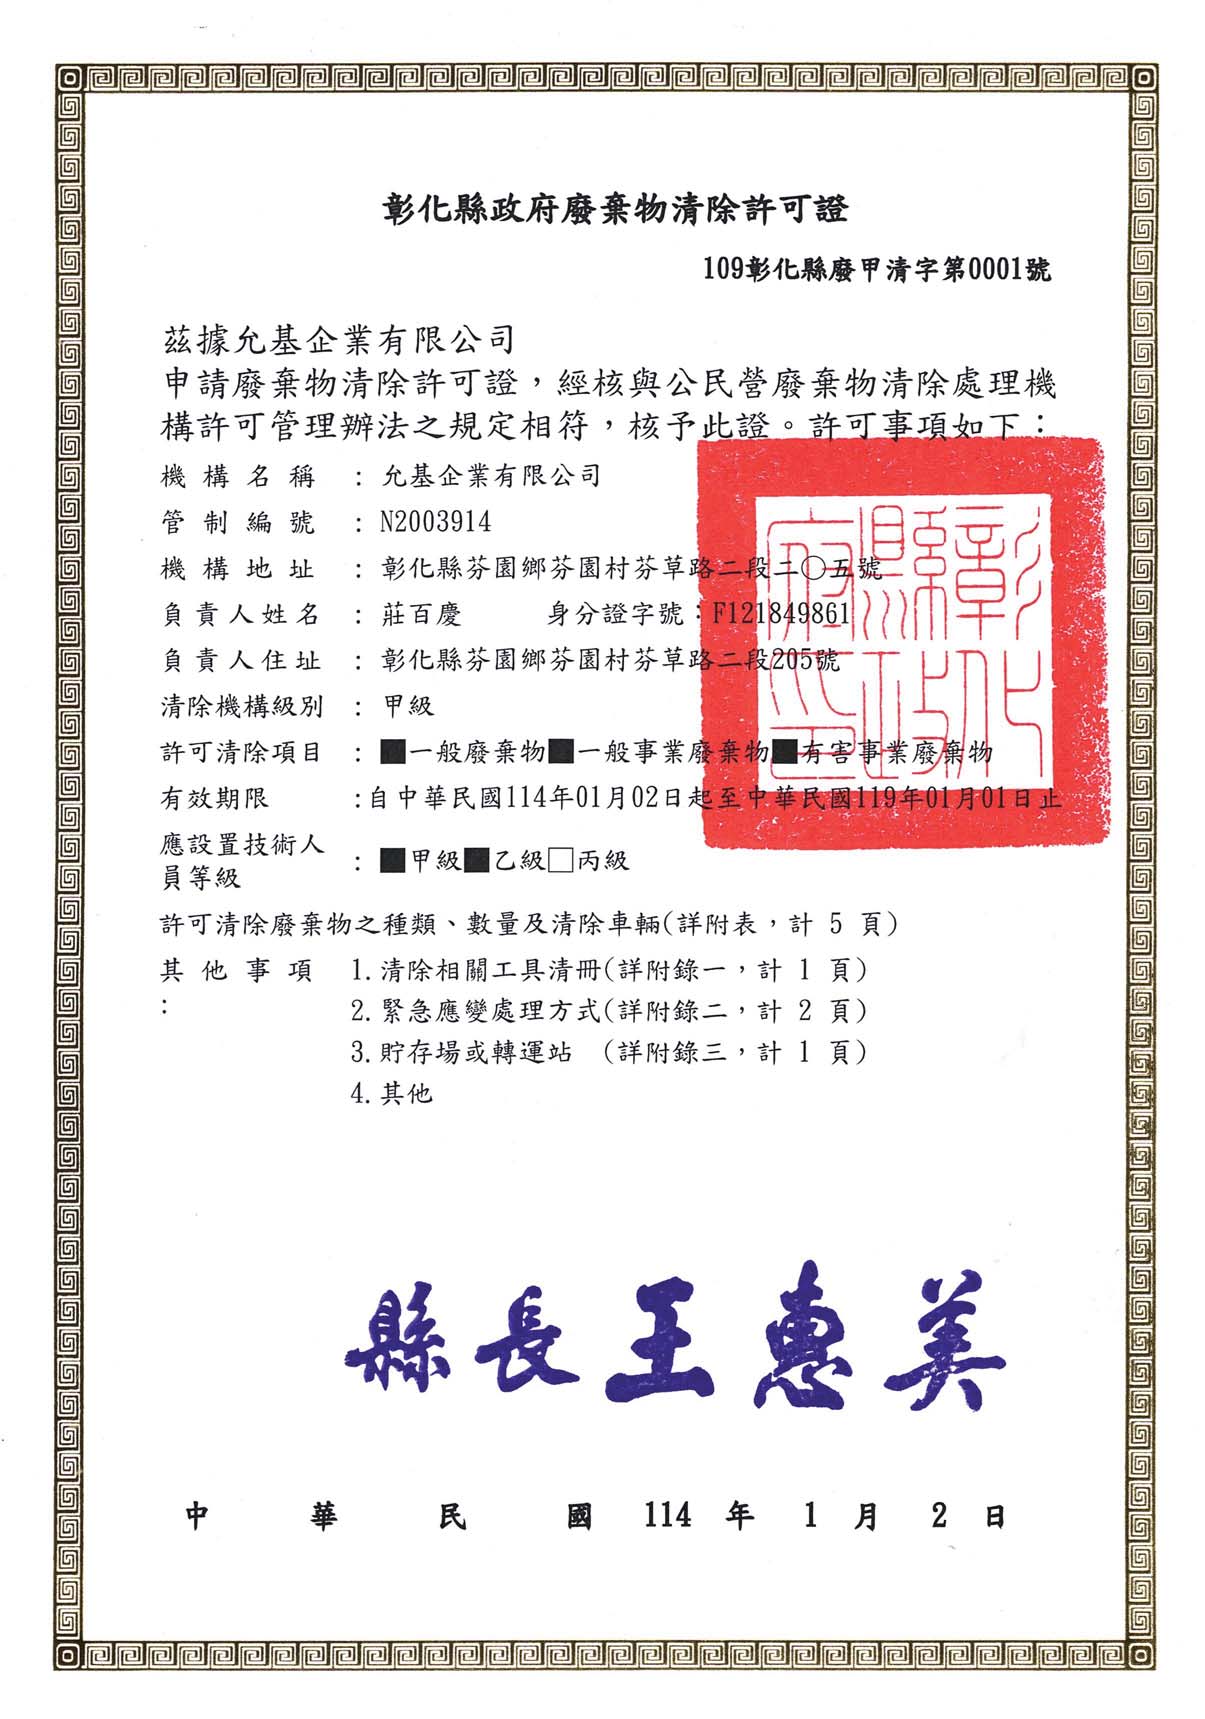 彰化縣政府廢棄物清除許可證
109彰化縣廢甲清字第0001號
茲據允基企業有限公司
申請廢棄物清除許可證，經核與公民營廢棄物清除處理機
構許可管理辦法之規定相符，核予此證。許可事項如下：
機構名稱：允基企業有限公司
管制編號：N2003914
機構地址：彰化縣芬園鄉芬園村芬草路二段二○五號
負責人姓名：莊百慶 身分證字號：F121849861
負責人住址：彰化縣芬園鄉芬園村芬草路二段205號
清除機構級別：甲級
許可清除項目：■一般廢棄物■一般事業廢棄物■有害事業廢棄物
有效期限：自中華民國114年01月02日起至中華民國119年01月01日止
應設置技術人
員等級：■甲級■乙級□丙級
許可清除廢棄物之種類、數量及清除車輛(詳附表，計 5 頁)
其他事項： 1.清除相關工具清冊(詳附錄一，計 1 頁)
2.緊急應變處理方式(詳附錄二，計 2 頁)
3.貯存場或轉運站 (詳附錄三，計 1 頁)
4.其他
彰化縣政府印
縣長王惠美
中華民國 114 年 1 月 2 日